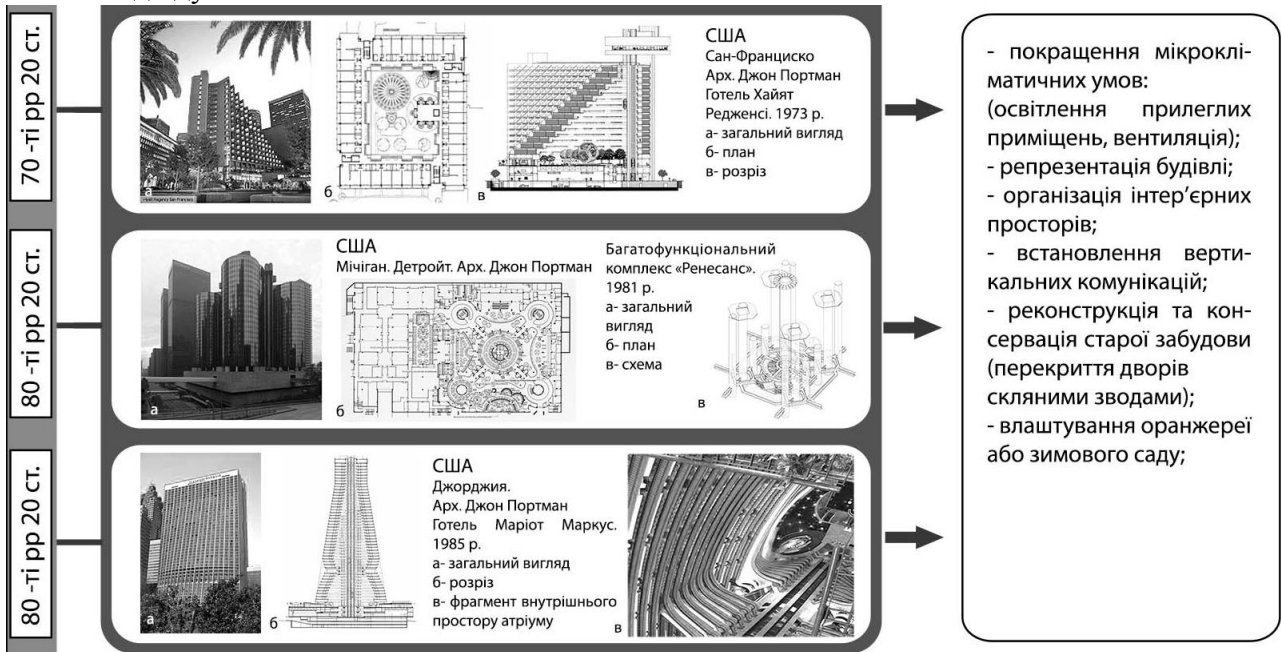 70 -ті рр 20 ст.
США
Сан-Франциско
Арх. Джон Портман
Готель Хайят
Редженсі. 1973 р.
а- загальний вигляд
б- план
в- розріз
а
б
в
Hyatt Regency San Francisco
80 -ті рр 20 ст.
США
Мічіган. Детройт. Арх. Джон Портман
Багатофункціональний
комплекс «Ренесанс».
1981 р.
а- загальний
вигляд
б- план
в- схема
а
б
в
80 -ті рр 20 ст.
США
Джорджия.
Арх. Джон Портман
Готель Маріот Маркус.
1985 р.
а- загальний вигляд
б- розріз
в- фрагмент внутрішнього
простору атріуму
а
б
в
- покращення мікроклі-
матичних умов:
(освітлення прилеглих
приміщень, вентиляція);
- репрезентація будівлі;
- організація інтер’єрних
просторів;
- встановлення верти-
кальних комунікацій;
- реконструкція та кон-
сервація старої забудови
(перекриття дворів
скляними зводами);
- влаштування оранжереї
або зимового саду;